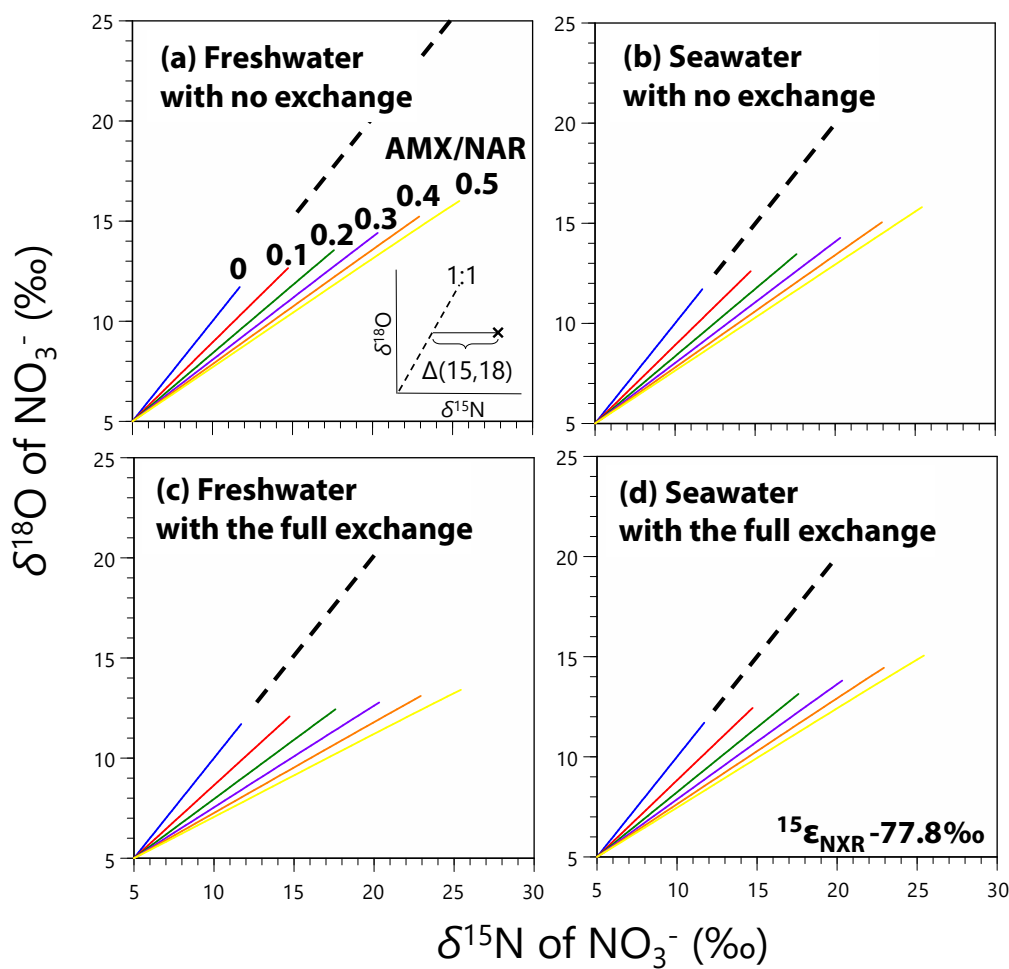 (a) Freshwater
with no exchange
AMX/NAR
0
0.1
0.2
0.3
0.4
0.5
1:1
δ18O
Δ(15,18)
δ15N
25
20
15
10
5
(b) Seawater
with no exchange
25
20
15
10
5
(c) Freshwater
with the full exchange
25
20
15
10
5
5
10
15
20
25
30
(d) Seawater
with the full exchange
15εNXR -77.8‰
25
20
15
10
5
5
10
15
20
25
30
δ18O of NO3- (‰)
δ15N of NO3- (‰)